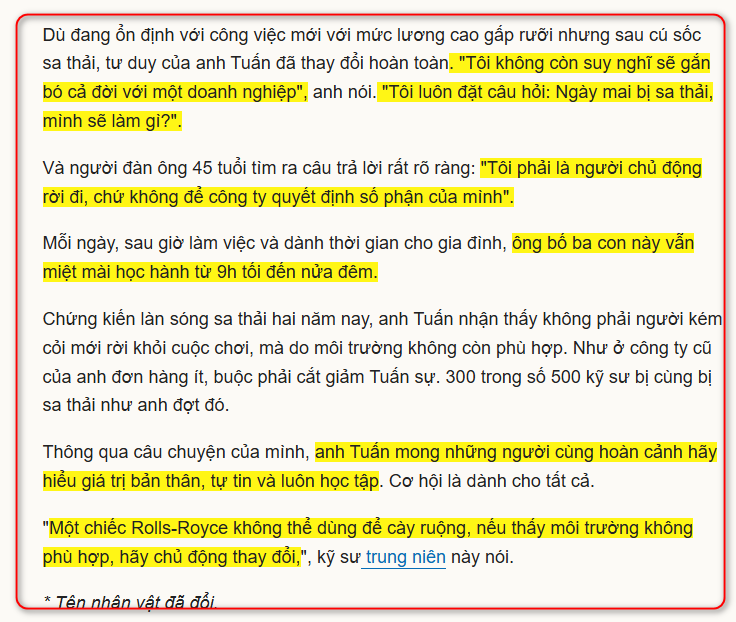 Dù đang ổn định với công việc mới với mức lương cao gấp rưỡi nhưng sau cú sốc
sa thải, tư duy của anh Tuấn đã thay đổi hoàn toàn. "Tôi không còn suy nghĩ sẽ gắn
bó cả đời với một doanh nghiệp", anh nói. "Tôi luôn đặt câu hỏi: Ngày mai bị sa thải,
mình sẽ làm gì?".
Và người đàn ông 45 tuổi tìm ra câu trả lời rất rõ ràng: "Tôi phải là người chủ động
rời đi, chứ không để công ty quyết định số phận của mình".
Mỗi ngày, sau giờ làm việc và dành thời gian cho gia đình, ông bố ba con này vẫn
miệt mài học hành từ 9h tối đến nửa đêm.
Chứng kiến làn sóng sa thải hai năm nay, anh Tuấn nhận thấy không phải người kém
cỏi mới rời khỏi cuộc chơi, mà do môi trường không còn phù hợp. Như ở công ty cũ
của anh đơn hàng ít, buộc phải cắt giảm Tuấn sự. 300 trong số 500 kỹ sư bị cùng bị
sa thải như anh đợt đó.
Thông qua câu chuyện của mình, anh Tuấn mong những người cùng hoàn cảnh hãy
hiểu giá trị bản thân, tự tin và luôn học tập. Cơ hội là dành cho tất cả.
"Một chiếc Rolls-Royce không thể dùng để cày ruộng, nếu thấy môi trường không
phù hợp, hãy chủ động thay đổi,", kỹ sư trung niên này nói.
* Tên nhân vật đã đổi.